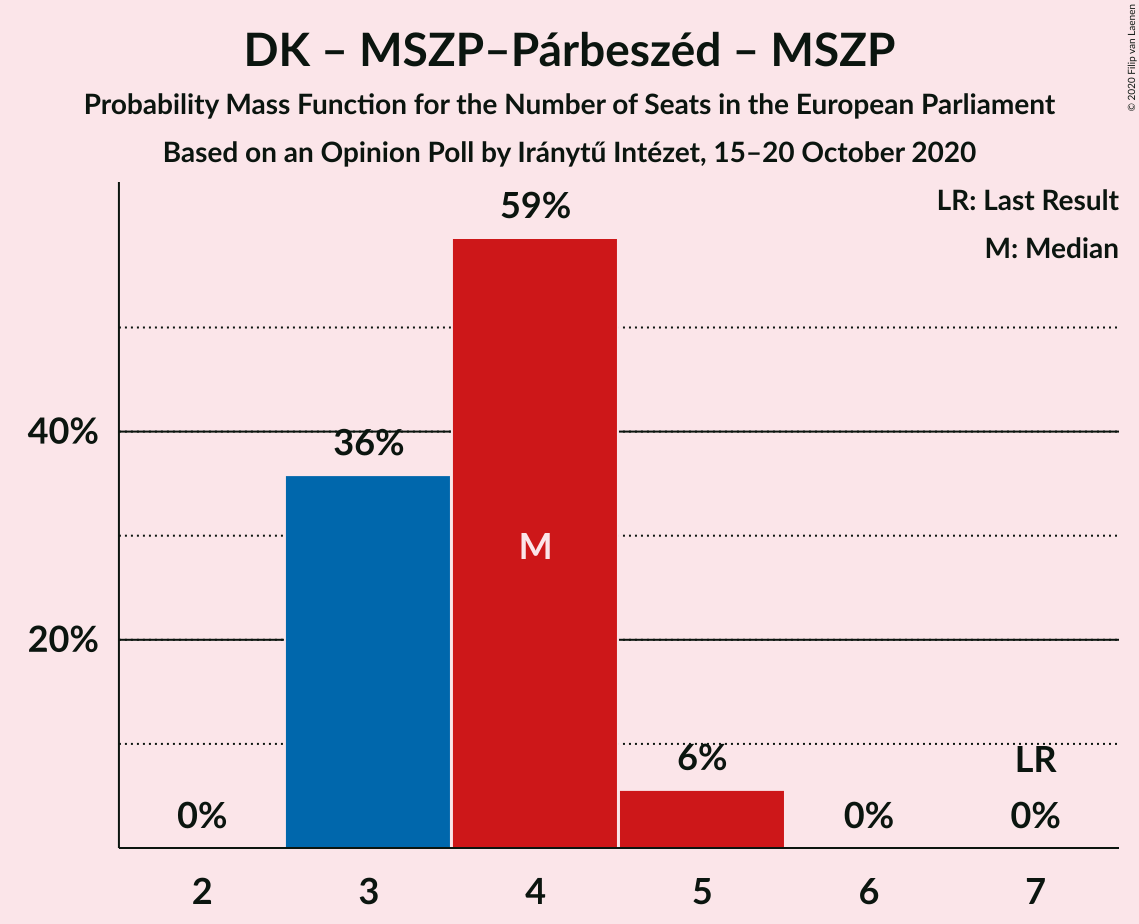 DK – MSZP–Párbeszéd – MSZP
Probability Mass Function for the Number of Seats in the European Parliament
Based on an Opinion Poll by Iránytű Intézet, 15–20 October 2020
© 2020 Filip van Laenen
LR: Last Result
M: Median
59%
40%
36%
M
20%
6%
LR
0%
0%
0%
2
3
4
5
6
7